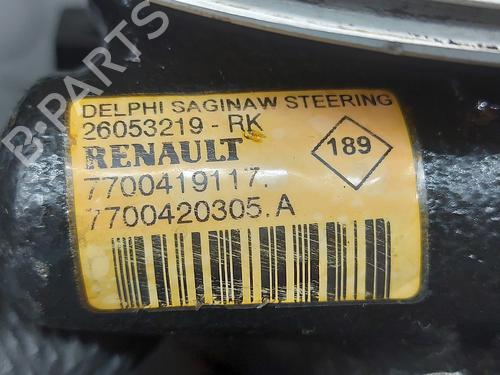 B-PARTS
DELPHI SAGINAW STEERING
26053219 - RK
RENAULT
189
7700419117.
7700420305.A